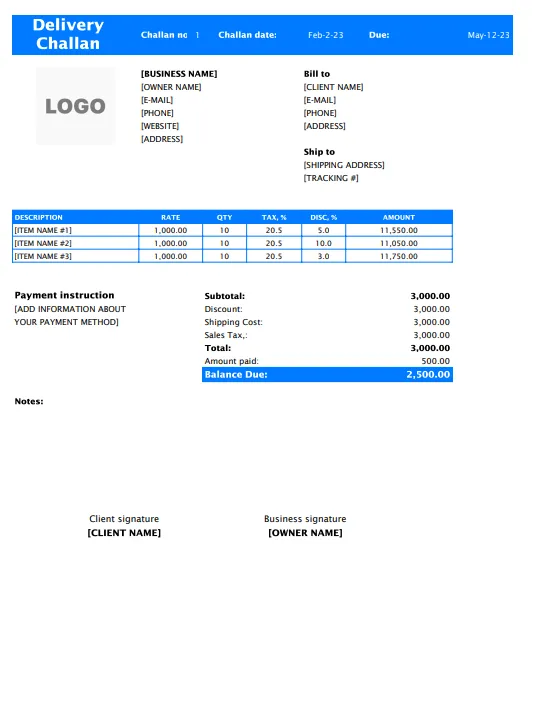 Delivery
Challan
Challan no 1 Challan date: Feb-2-23 Due: May-12-23
LOGO
[BUSINESS NAME]
[OWNER NAME]
[E-MAIL]
[PHONE]
[WEBSITE]
[ADDRESS]
Bill to
[CLIENT NAME]
[E-MAIL]
[PHONE]
[ADDRESS]
Ship to
[SHIPPING ADDRESS]
[TRACKING #]
DESCRIPTION RATE QTY TAX, % DISC, % AMOUNT
[ITEM NAME #1] 1,000.00 10 20.5 5.0 11,550.00
[ITEM NAME #2] 1,000.00 10 20.5 10.0 11,050.00
[ITEM NAME #3] 1,000.00 10 20.5 3.0 11,750.00
Payment instruction
[ADD INFORMATION ABOUT
YOUR PAYMENT METHOD]
Subtotal: 3,000.00
Discount: 3,000.00
Shipping Cost: 3,000.00
Sales Tax,: 3,000.00
Total: 3,000.00
Amount paid: 500.00
Balance Due: 2,500.00
Notes:
Client signature
[CLIENT NAME]
Business signature
[OWNER NAME]